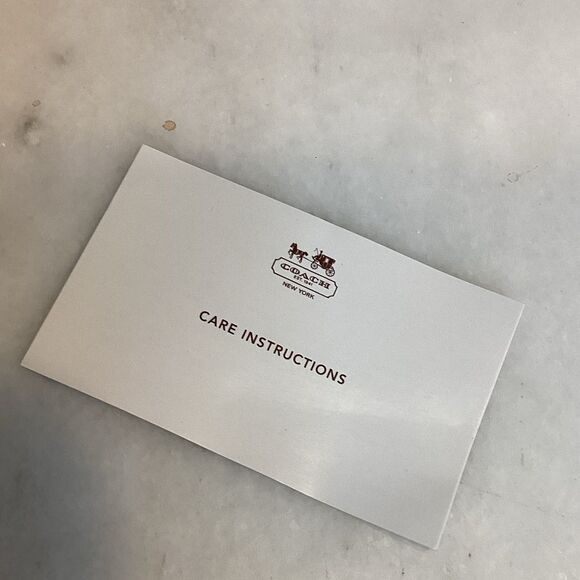 COACH
EST. 1941
NEW YORK
CARE INSTRUCTIONS